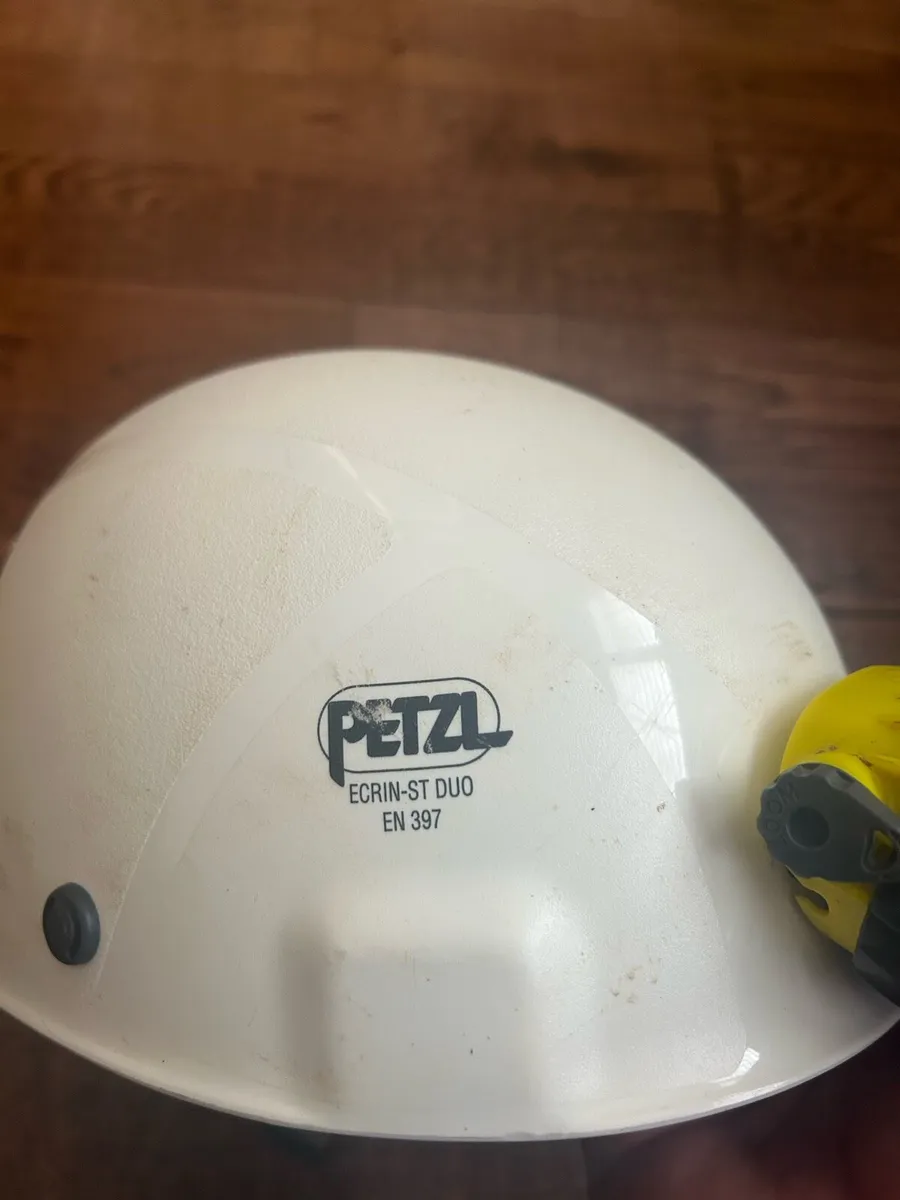 PETZL
ECRIN-ST DUO
EN 397